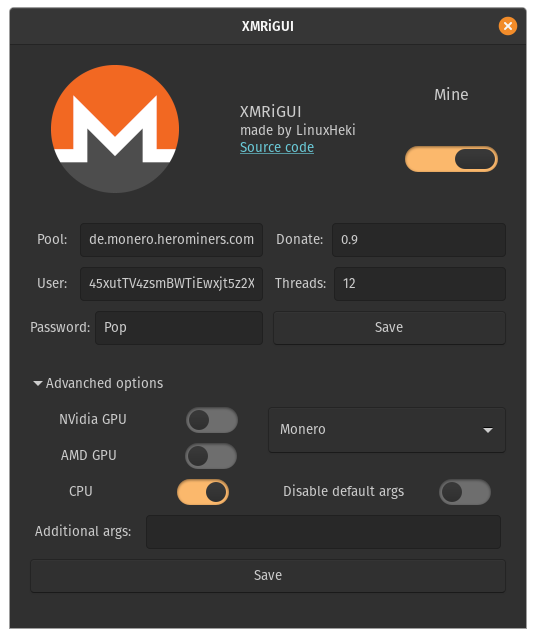 XMRiGUI
XMRiGUI
made by LinuxHeki
Source code
Mine
Pool: de.monero.herominers.com Donate: 0.9
User: 45xutTV4zsmBWTiEwxjt5z2X Threads: 12
Password: Pop Save
Advanched options
NVidia GPU Monero
AMD GPU
CPU Disable default args
Additional args:
Save